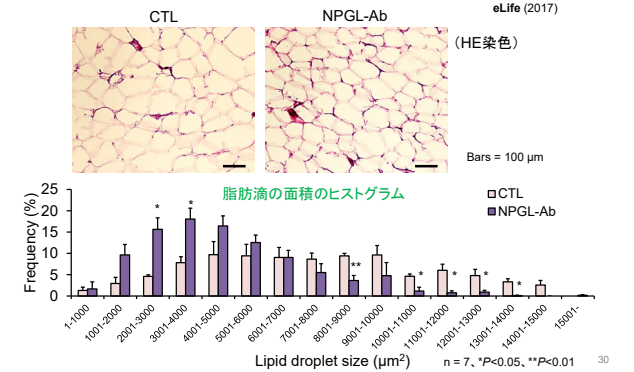 eLife (2017)
CTL
NPGL-Ab
(HE染色)
Bars = 100 μm
脂肪滴の面積のヒストグラム
CTL
NPGL-Ab
Frequency (%)
25
20
15
10
5
0
*
*
**
*
*
*
*
1-1000
1001-2000
2001-3000
3001-4000
4001-5000
5001-6000
6001-7000
7001-8000
8001-9000
9001-10000
10001-11000
11001-12000
12001-13000
13001-14000
14001-15000
15001-
Lipid droplet size (μm²)
n = 7、*P<0.05、**P<0.01
30